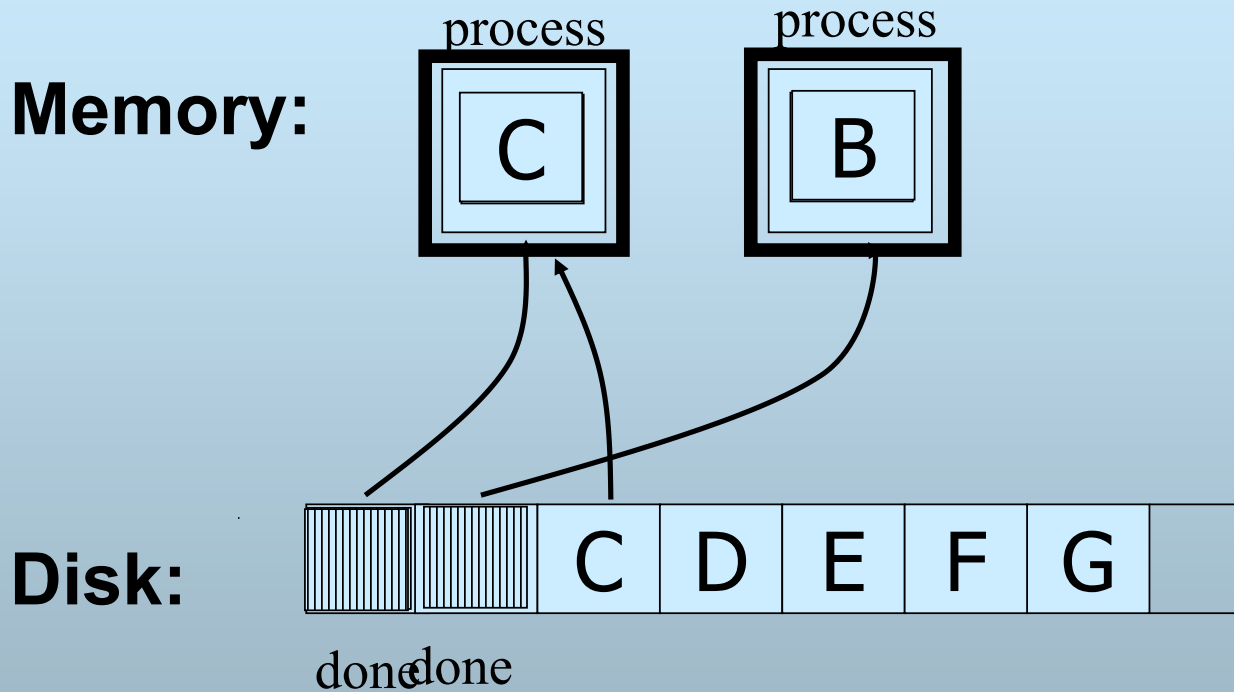 process process
Memory:
C B
C D E F G
Disk:
done done